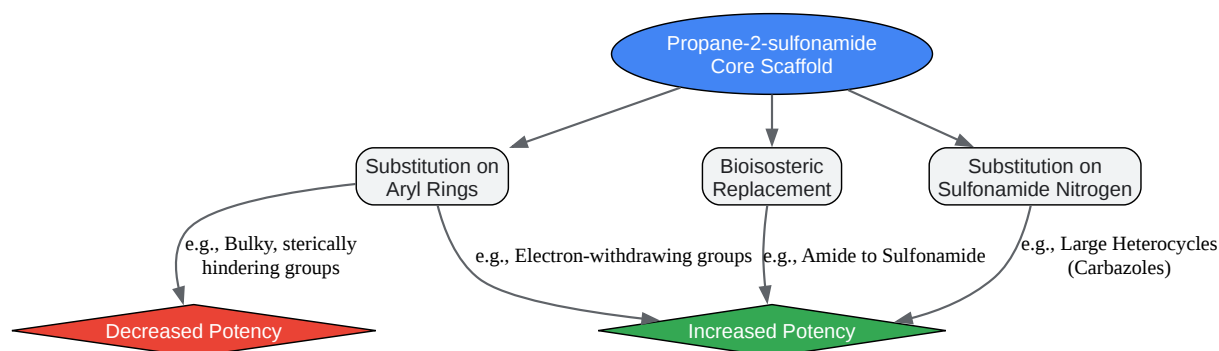 Propane-2-sulfonamide
Core Scaffold
Substitution on
Aryl Rings
Bioisosteric
Replacement
Substitution on
Sulfonamide Nitrogen
e.g., Bulky, sterically
hindering groups
e.g., Electron-withdrawing groups
e.g., Amide to Sulfonamide
e.g., Large Heterocycles
(Carbazoles)
Decreased Potency
Increased Potency